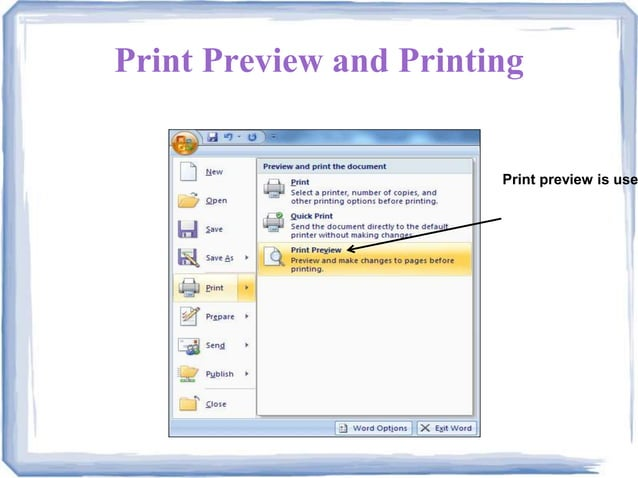 Print Preview and Printing
Preview and print the document
New
Print
Select a printer, number of copies, and
other printing options before printing.
Open
Quick Print
Send the document directly to the default
printer without making changes.
Save
Print Preview
Preview and make changes to pages before
printing.
Save As
Print
Prepare
Send
Publish
Close
Word Options
Exit Word
Print preview is use